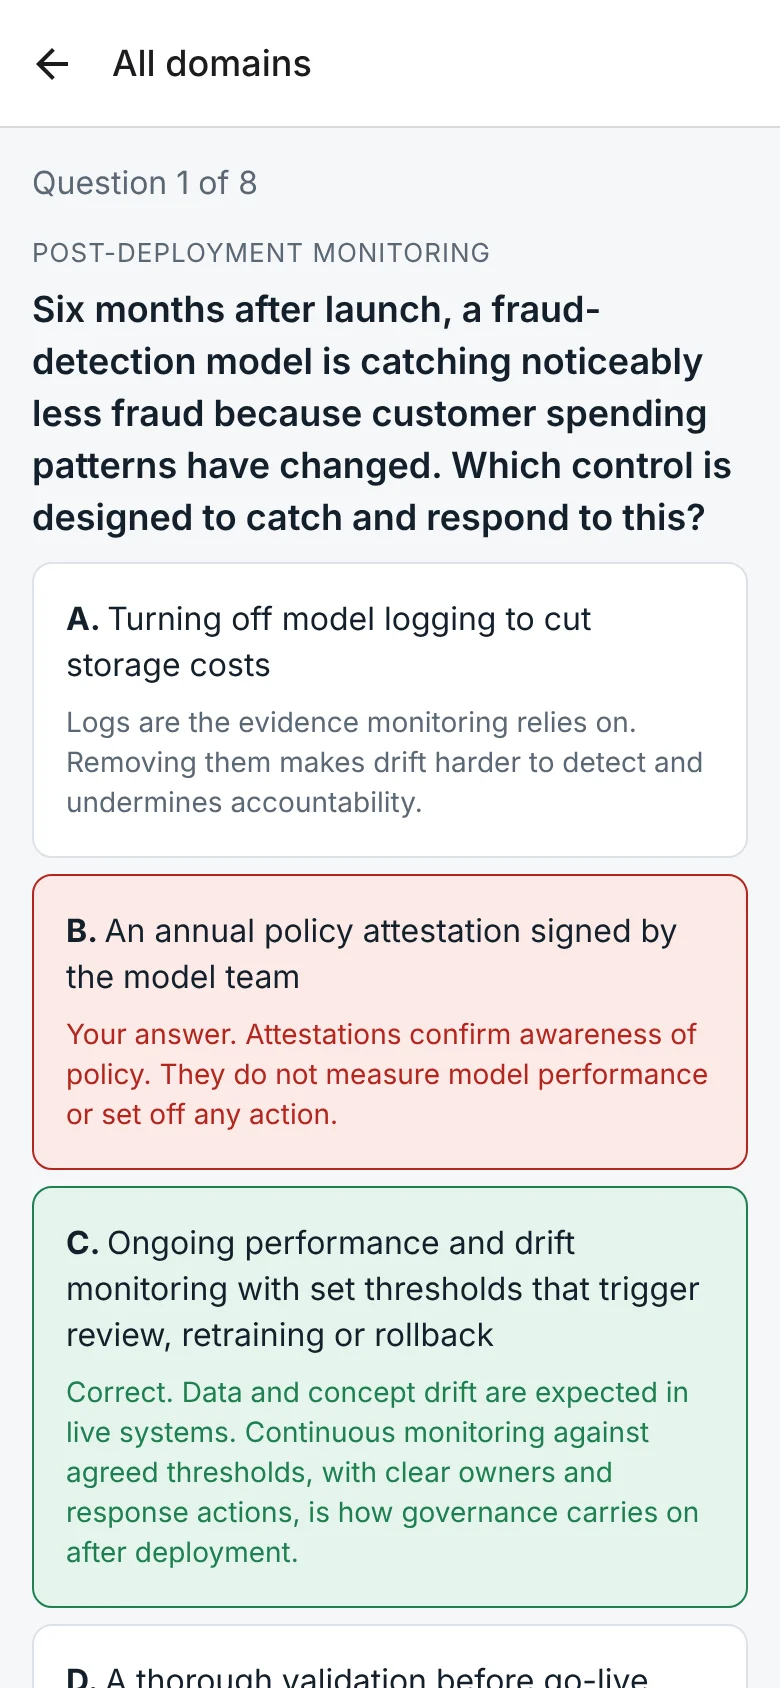 All domains
Question 1 of 8
POST-DEPLOYMENT MONITORING
Six months after launch, a fraud-
detection model is catching noticeably
less fraud because customer spending
patterns have changed. Which control is
designed to catch and respond to this?
A. Turning off model logging to cut
storage costs
Logs are the evidence monitoring relies on.
Removing them makes drift harder to detect and
undermines accountability.
B. An annual policy attestation signed by
the model team
Your answer. Attestations confirm awareness of
policy. They do not measure model performance
or set off any action.
C. Ongoing performance and drift
monitoring with set thresholds that trigger
review, retraining or rollback
Correct. Data and concept drift are expected in
live systems. Continuous monitoring against
agreed thresholds, with clear owners and
response actions, is how governance carries on
after deployment.
D. A thorough validation before go-live